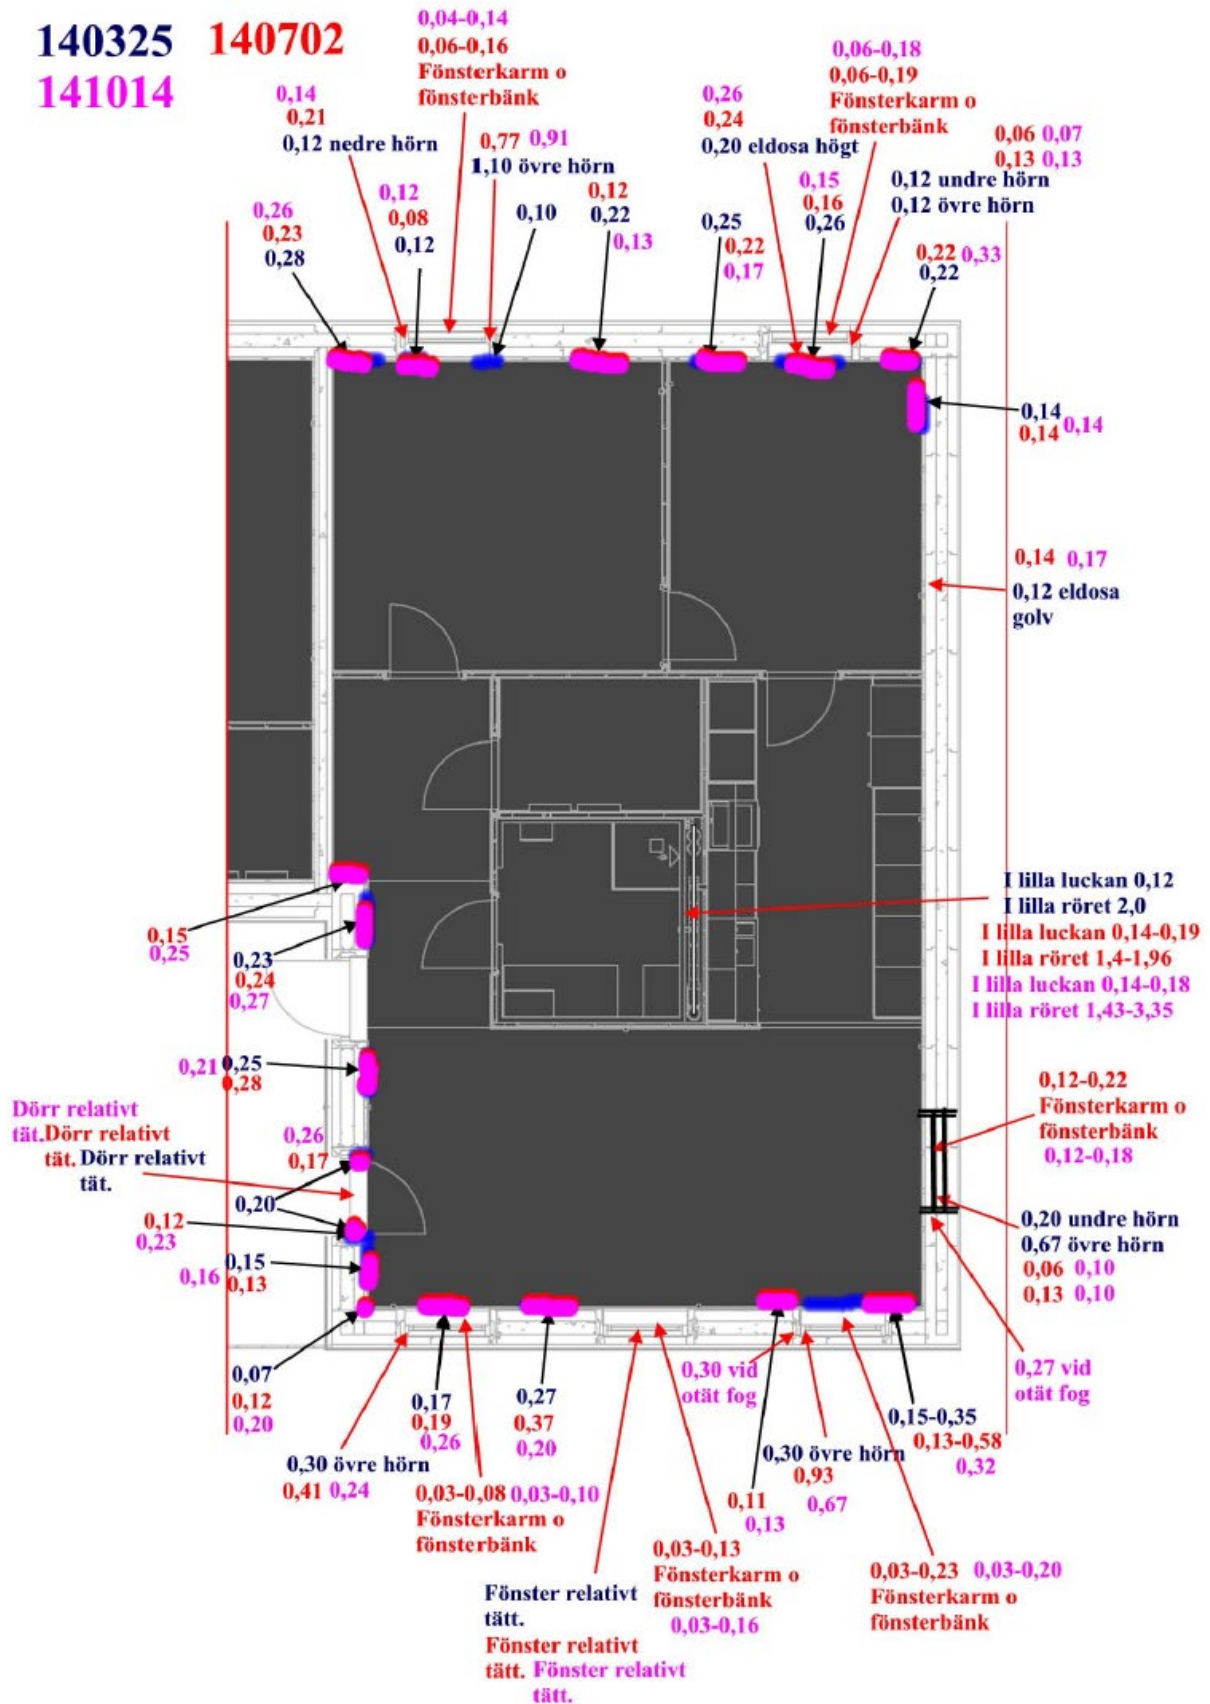 140325 140702
141014
0,04-0,14
0,06-0,16
Fönsterkarm o
fönsterbänk
0,14
0,21
0,12 nedre hörn
0,77 0,91
1,10 övre hörn
0,26
0,24
0,20 eldosa högt
0,06-0,18
0,06-0,19
Fönsterkarm o
fönsterbänk
0,06 0,07
0,13 0,13
0,12 undre hörn
0,12 övre hörn
0,26
0,23
0,28
0,12
0,08
0,12
0,10
0,12
0,22
0,13
0,25
0,22
0,17
0,15
0,16
0,26
0,22 0,33
0,22
0,14
0,14 0,14
0,14 0,17
0,12 eldosa
golv
I lilla luckan 0,12
I lilla röret 2,0
I lilla luckan 0,14-0,19
I lilla röret 1,4-1,96
I lilla luckan 0,14-0,18
I lilla röret 1,43-3,35
0,15
0,25
0,23
0,24
0,27
0,21 0,25
0,28
Dörr relativt
tät. Dörr relativt
tät. Dörr relativt
tät.
0,26
0,17
0,20
0,12
0,23
0,15
0,16 0,13
0,12-0,22
Fönsterkarm o
fönsterbänk
0,12-0,18
0,20 undre hörn
0,67 övre hörn
0,06 0,10
0,13 0,10
0,27 vid
otät fog
0,07
0,12
0,20
0,17
0,19
0,26
0,27
0,37
0,20
0,30 vid
otät fog
0,15-0,35
0,13-0,58
0,32
0,30 övre hörn
0,41 0,24
0,03-0,08 0,03-0,10
Fönsterkarm o
fönsterbänk
0,30 övre hörn
0,93
0,67
0,11
0,13
0,03-0,13
Fönsterkarm o
fönsterbänk
0,03-0,16
0,03-0,23 0,03-0,20
Fönsterkarm o
fönsterbänk
Fönster relativt
tätt.
Fönster relativt
tätt. Fönster relativt
tätt.